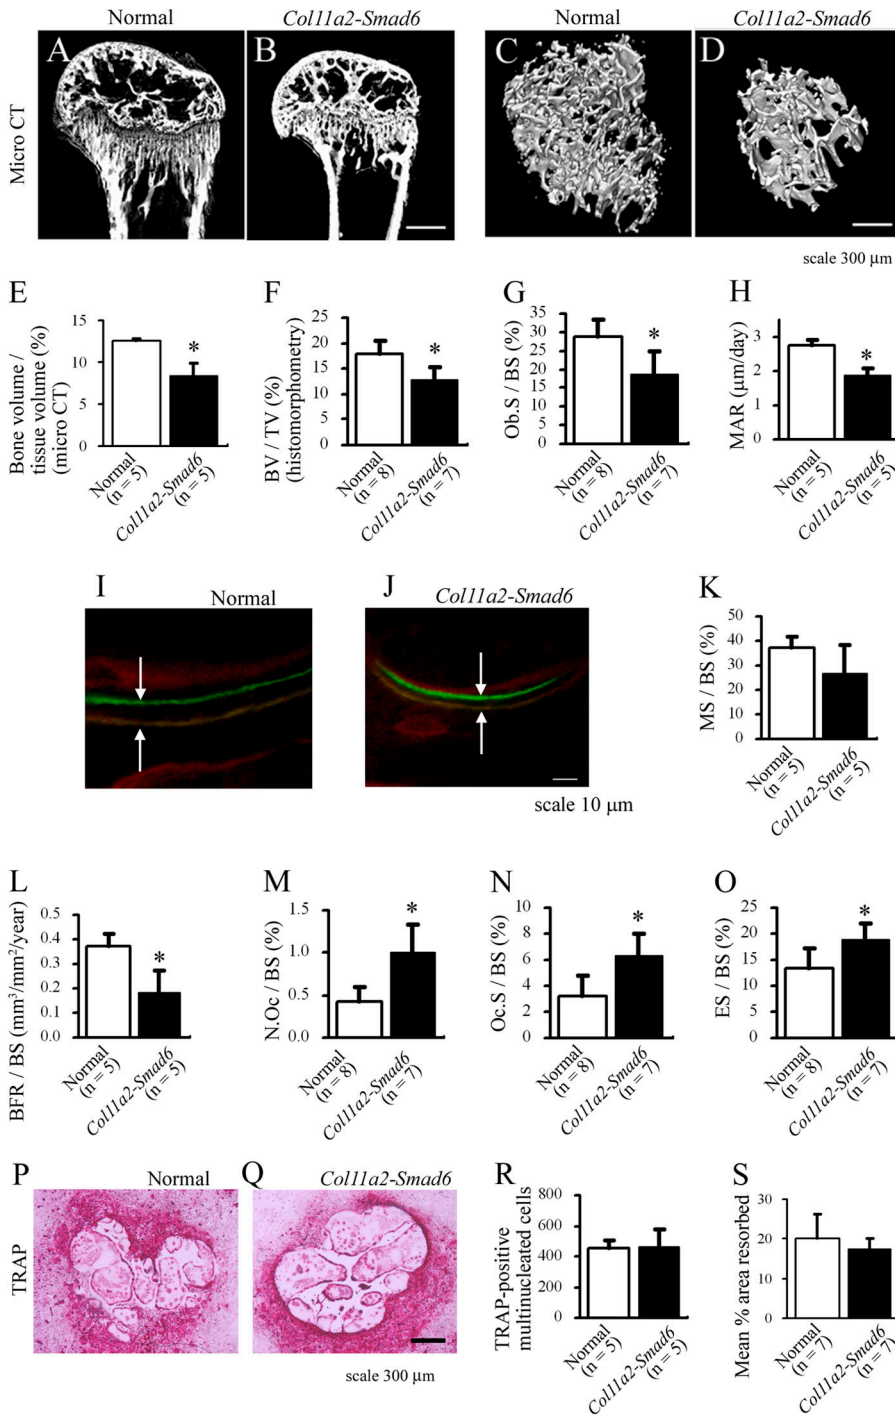 Normal
Col11a2-Smad6
Normal
Col11a2-Smad6
Micro CT
A
B
C
D
scale 300 μm
E
Bone volume /
tissue volume (%)
(micro CT)
15
10
5
0
*
Normal
(n = 5)
Col11a2-Smad6
(n = 5)
F
BV / TV (%)
(histomorphometry)
25
20
15
10
5
0
*
Normal
(n = 8)
Col11a2-Smad6
(n = 7)
G
Ob.S / BS (%)
35
30
25
20
15
10
5
0
*
Normal
(n = 8)
Col11a2-Smad6
(n = 7)
H
MAR (μm/day)
3
2
1
0
*
Normal
(n = 5)
Col11a2-Smad6
(n = 5)
I
Normal
J
Col11a2-Smad6
scale 10 μm
K
MS / BS (%)
50
40
30
20
10
0
Normal
(n = 5)
Col11a2-Smad6
(n = 5)
L
BFR / BS (mm³/mm²/year)
0.5
0.4
0.3
0.2
0.1
0.0
*
Normal
(n = 5)
Col11a2-Smad6
(n = 5)
M
N.Oc / BS (%)
1.5
1.0
0.5
0.0
*
Normal
(n = 8)
Col11a2-Smad6
(n = 7)
N
Oc.S / BS (%)
10
8
6
4
2
0
*
Normal
(n = 8)
Col11a2-Smad6
(n = 7)
O
ES / BS (%)
25
20
15
10
5
0
*
Normal
(n = 8)
Col11a2-Smad6
(n = 7)
P
Normal
Q
Col11a2-Smad6
TRAP
scale 300 μm
R
TRAP-positive
multinucleated cells
800
600
400
200
0
Normal
(n = 5)
Col11a2-Smad6
(n = 5)
S
Mean % area resorbed
30
20
10
0
Normal
(n = 7)
Col11a2-Smad6
(n = 7)